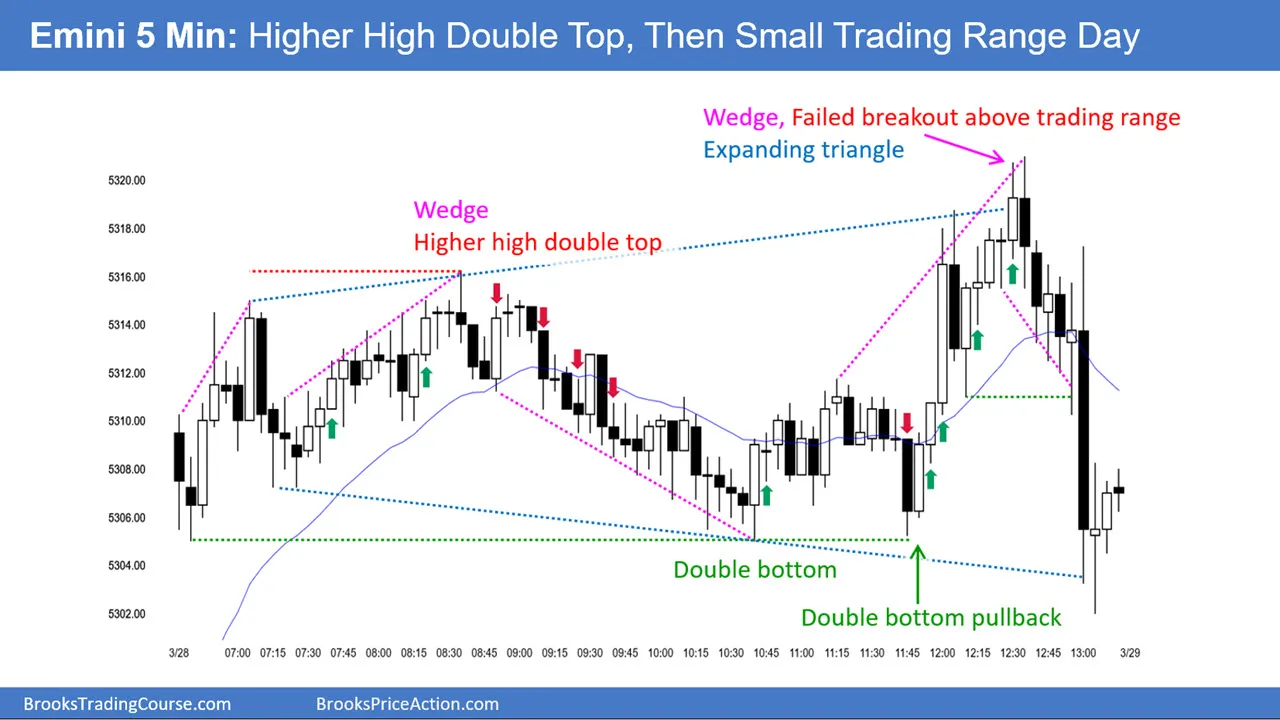 Emini 5 Min: Higher High Double Top, Then Small Trading Range Day
Wedge, Failed breakout above trading range
Expanding triangle
5320.00
Wedge
5318.00
Higher high double top
5316.00
5314.00
5312.00
5310.00
5308.00
5306.00
5304.00
Double bottom
5302.00
Double bottom pullback
3/28 07:00 07:15 07:30 07:45 08:00 08:15 08:30 08:45 09:00 09:15 09:30 09:45 10:00 10:15 10:30 10:45 11:00 11:15 11:30 11:45 12:00 12:15 12:30 12:45 13:00 3/29
BrooksTradingCourse.com BrooksPriceAction.com